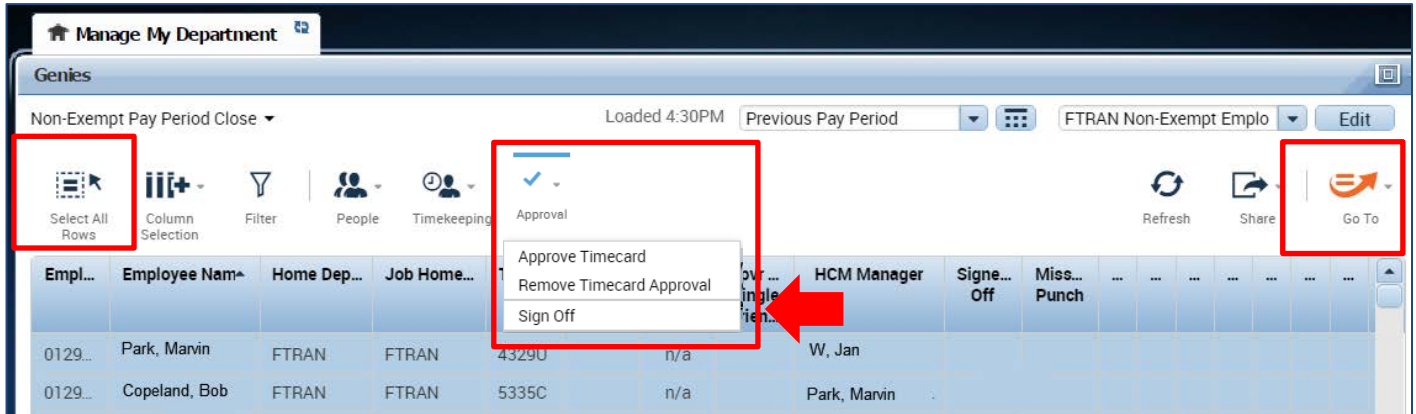 Manage My Department
Genies
Non-Exempt Pay Period Close
Loaded 4:30PM
Previous Pay Period
FTRAN Non-Exempt Emplo
Edit
Select All
Rows
Column
Selection
Filter
People
Timekeeping
Approval
Refresh
Share
Go To
Approve Timecard
Remove Timecard Approval
Sign Off
Empl... Employee Nam Home Dep... Job Home... HCM Manager Signe... Miss... ... ... ... ... ... ... ...
Off Punch
0129... Park, Marvin FTRAN FTRAN 4329U n/a W, Jan
0129... Copeland, Bob FTRAN FTRAN 5335C n/a Park, Marvin